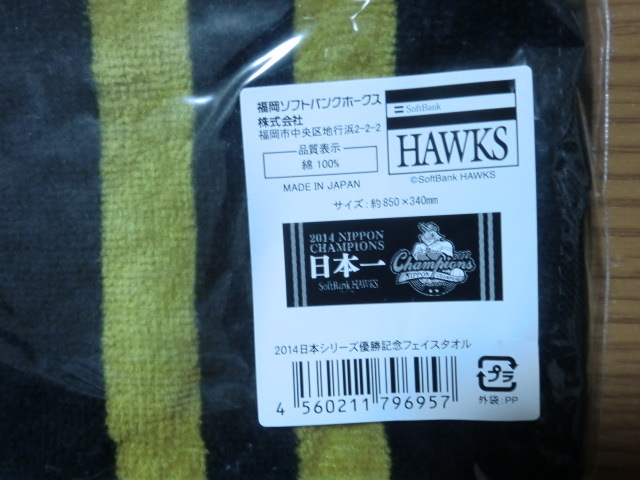 福岡ソフトバンクホークス
株式会社
福岡市中央区地行浜2-2-2
品質表示
綿 100%
MADE IN JAPAN
SoftBank
HAWKS
©SoftBank HAWKS
サイズ:約850×340mm
2014 NIPPON
CHAMPIONS
日本一
SoftBank HAWKS
Champions
2014日本シリーズ優勝記念フェイスタオル
4 560211 796957
プラ
外袋:PP